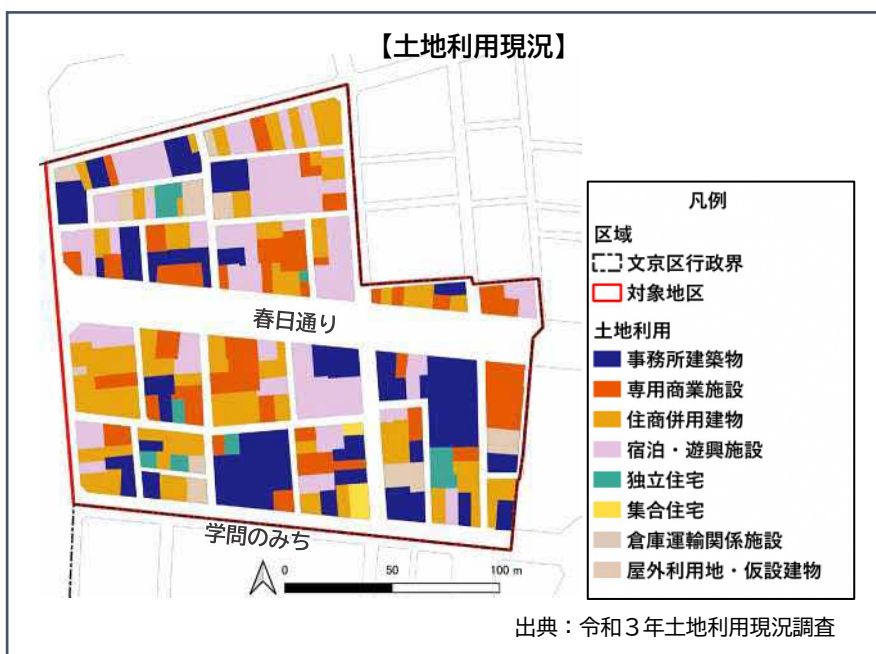 【土地利用現況】
春日通り
学問のみち
0
50
100 m
凡例
区域
文京区行政界
対象地区
土地利用
事務所建築物
専用商業施設
住商併用建物
宿泊・遊興施設
独立住宅
集合住宅
倉庫運輸関係施設
屋外利用地・仮設建物
出典：令和３年土地利用現況調査